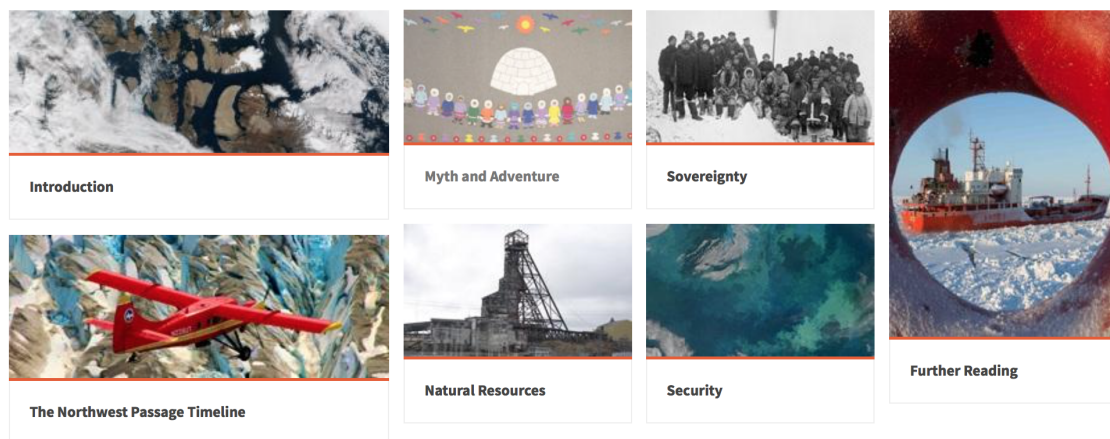 Introduction
Myth and Adventure
Sovereignty
The Northwest Passage Timeline
Natural Resources
Security
Further Reading